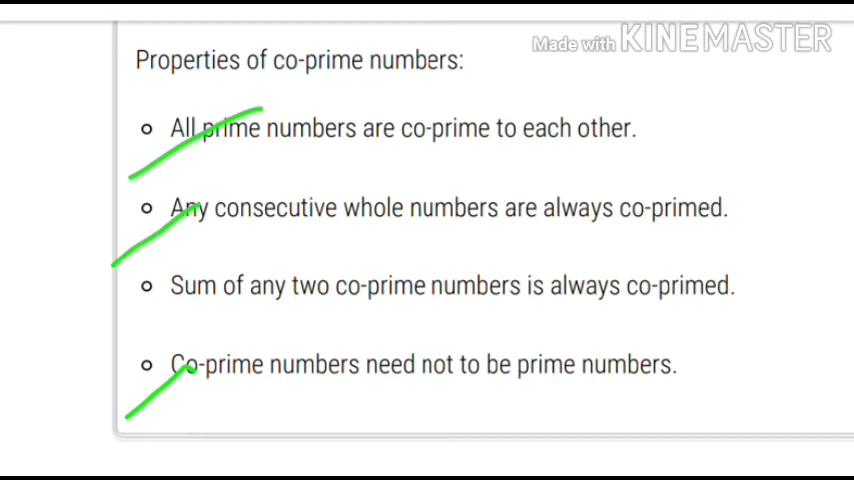 Made with KINEMASTER
Properties of co-prime numbers:
All prime numbers are co-prime to each other.
Any consecutive whole numbers are always co-primed.
Sum of any two co-prime numbers is always co-primed.
Co-prime numbers need not to be prime numbers.